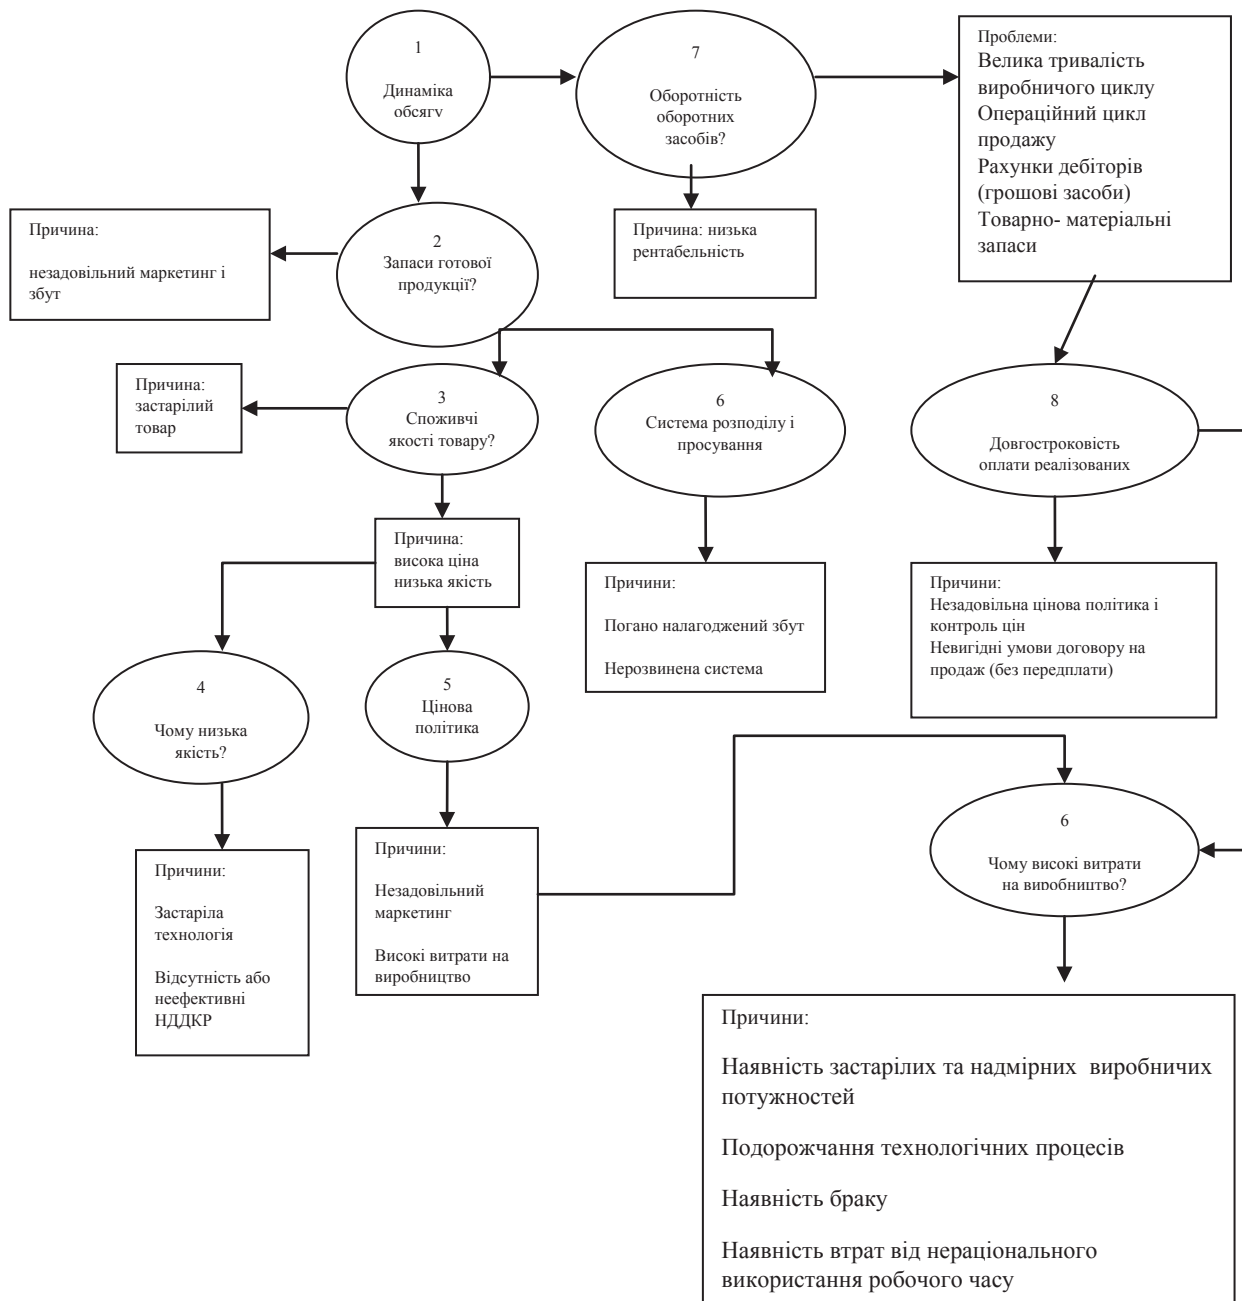 1
Динаміка
обсягу
7
Оборотність
оборотних
засобів?
Проблеми:
Велика тривалість
виробничого циклу
Операційний цикл
продажу
Рахунки дебіторів
(грошові засоби)
Товарно- матеріальні
запаси
Причина:
незадовільний маркетинг і
збут
2
Запаси готової
продукції?
Причина: низька
рентабельність
Причина:
застарілий
товар
3
Споживчі
якості товару?
6
Система розподілу і
просування
8
Довгостроковість
оплати реалізованих
Причина:
висока ціна
низька якість
Причини:
Погано налагоджений збут
Нерозвинена система
Причини:
Незадовільна цінова політика і
контроль цін
Невигідні умови договору на
продаж (без передплати)
4
Чому низька
якість?
5
Цінова
політика
6
Чому високі витрати
на виробництво?
Причини:
Застаріла
технологія
Відсутність або
неефективні
НДДКР
Причини:
Незадовільний
маркетинг
Високі витрати на
виробництво
Причини:
Наявність застарілих та надмірних  виробничих
потужностей
Подорожчання технологічних процесів
Наявність браку
Наявність втрат від нераціонального
використання робочого часу